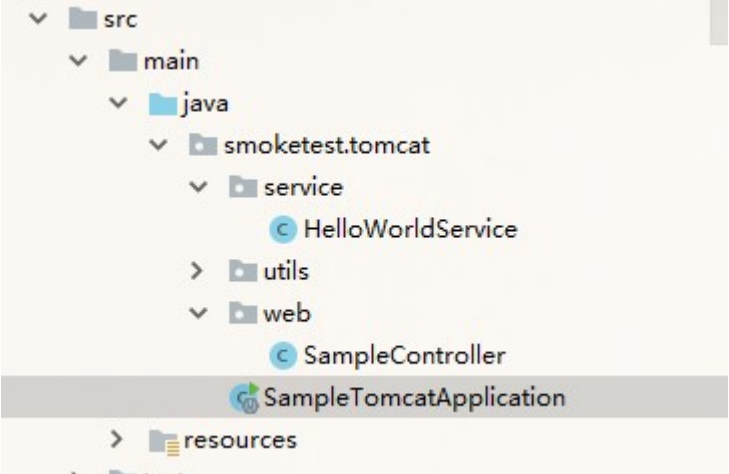 src
main
java
smoketest.tomcat
service
HelloWorldService
utils
web
SampleController
SampleTomcatApplication
resources